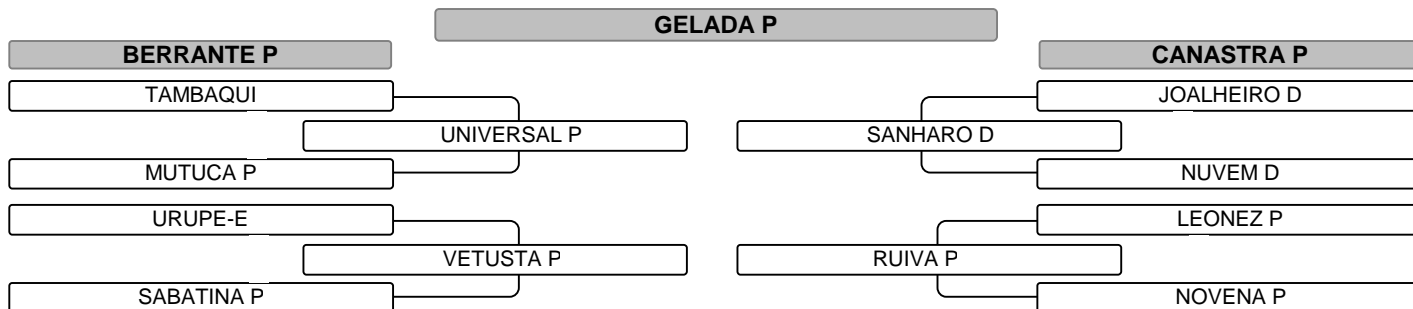 GELADA P
BERRANTE P
CANASTRA P
TAMBAQUI
JOALHEIRO D
UNIVERSAL P
SANHARO D
MUTUCA P
NUVEM D
URUPE-E
LEONEZ P
VETUSTA P
RUIVA P
SABATINA P
NOVENA P